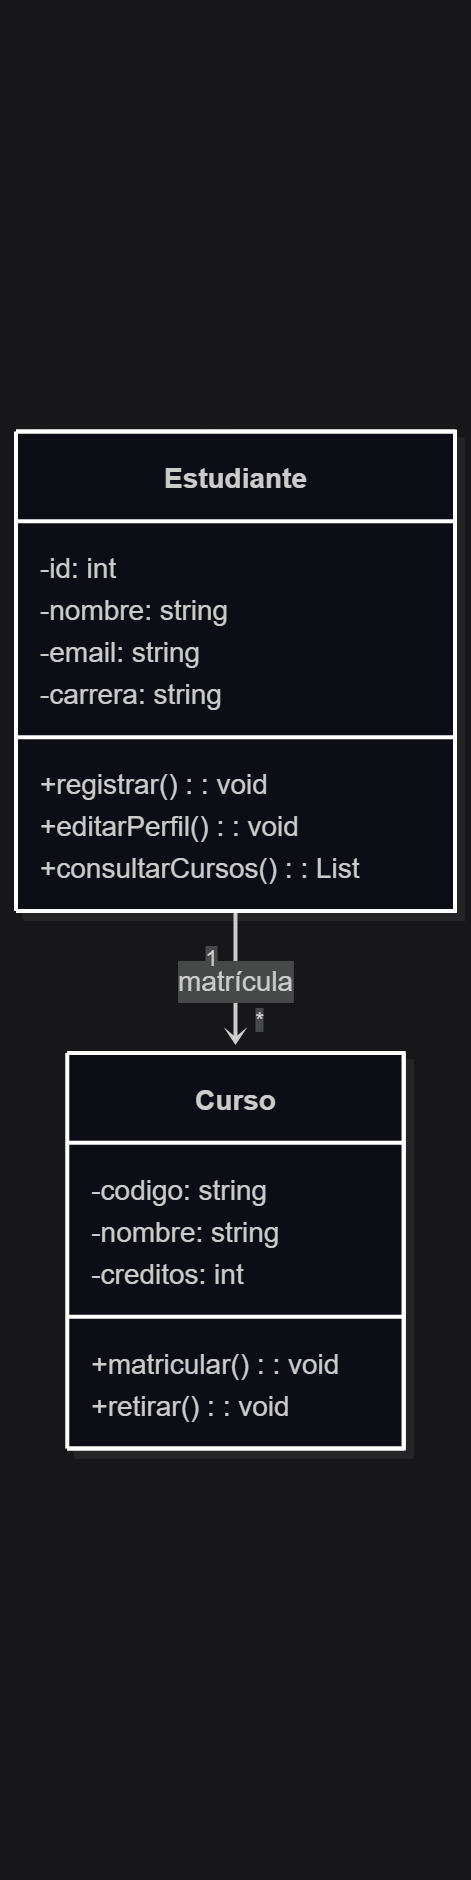 Estudiante
-id: int
-nombre: string
-email: string
-carrera: string
+registrar() : : void
+editarPerfil() : : void
+consultarCursos() : : List
1
matrícula
*
Curso
-codigo: string
-nombre: string
-creditos: int
+matricular() : : void
+retirar() : : void